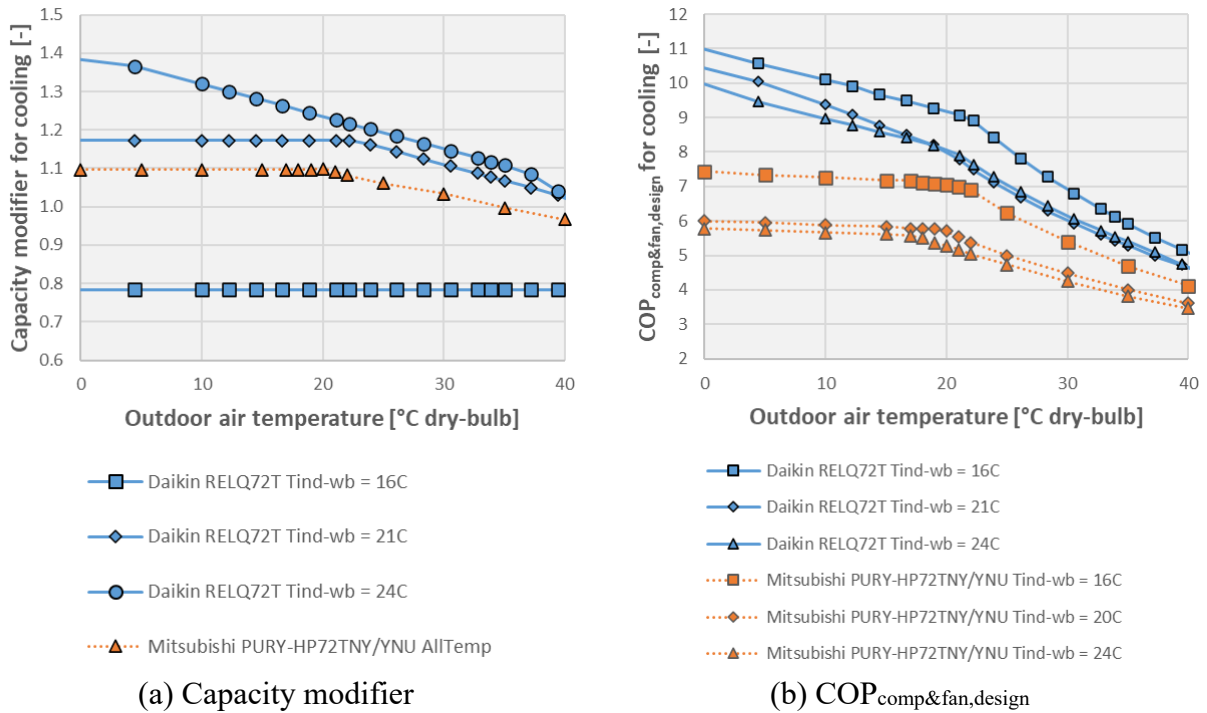 Capacity modifier for cooling [-]
1.5
1.4
1.3
1.2
1.1
1.0
0.9
0.8
0.7
0.6
0
10
20
30
40
Outdoor air temperature [°C dry-bulb]
Daikin RELQ72T Tind-wb = 16C
Daikin RELQ72T Tind-wb = 21C
Daikin RELQ72T Tind-wb = 24C
Mitsubishi PURY-HP72TNY/YNU AllTemp
(a) Capacity modifier
COPcomp&fan,design for cooling [-]
12
11
10
9
8
7
6
5
4
3
2
0
10
20
30
40
Outdoor air temperature [°C dry-bulb]
Daikin RELQ72T Tind-wb = 16C
Daikin RELQ72T Tind-wb = 21C
Daikin RELQ72T Tind-wb = 24C
Mitsubishi PURY-HP72TNY/YNU Tind-wb = 16C
Mitsubishi PURY-HP72TNY/YNU Tind-wb = 20C
Mitsubishi PURY-HP72TNY/YNU Tind-wb = 24C
(b) COPcomp&fan,design